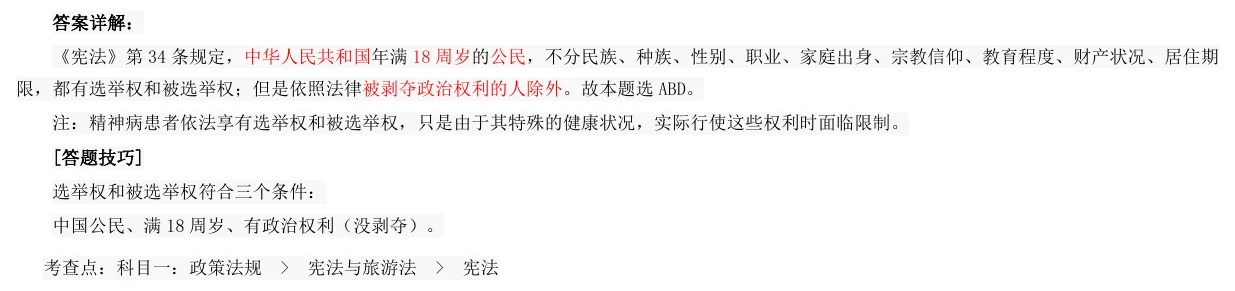 答案详解：
《宪法》第 34 条规定，中华人民共和国年满 18 周岁的公民，不分民族、种族、性别、职业、家庭出身、宗教信仰、教育程度、财产状况、居住期
限，都有选举权和被选举权；但是依照法律被剥夺政治权利的人除外。故本题选 ABD。
注：精神病患者依法享有选举权和被选举权，只是由于其特殊的健康状况，实际行使这些权利时面临限制。
[答题技巧]
选举权和被选举权符合三个条件：
中国公民、满 18 周岁、有政治权利（没剥夺）。
考查点：科目一：政策法规 > 宪法与旅游法 > 宪法